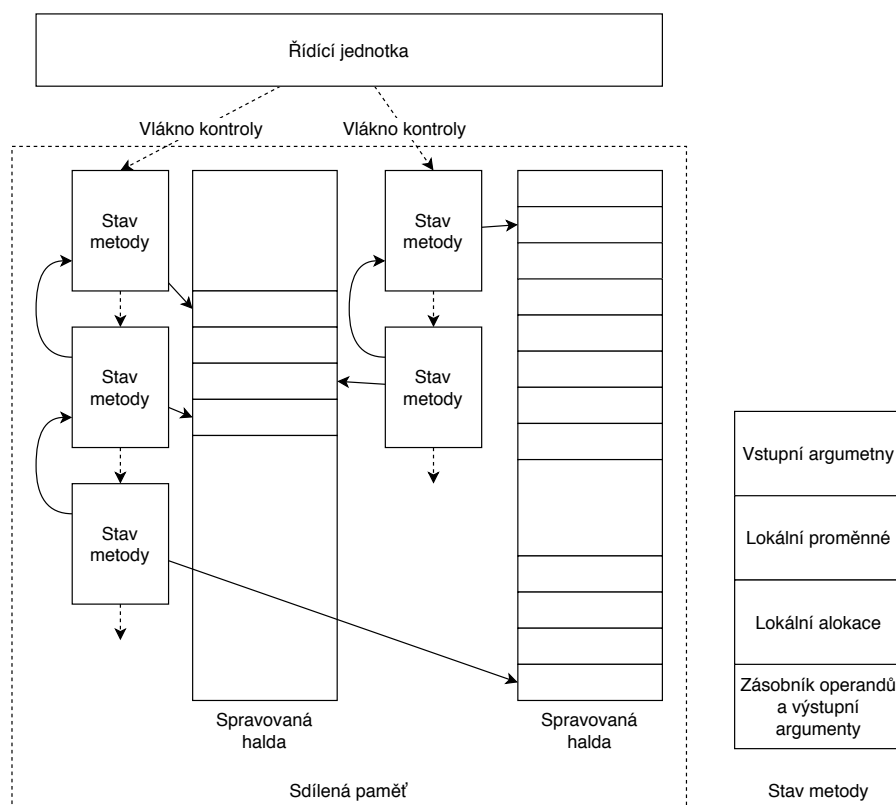 Řídící jednotka
Vlákno kontroly
Vlákno kontroly
Stav
metody
Stav
metody
Stav
metody
Stav
metody
Stav
metody
Vstupní argumetny
Lokální proměnné
Lokální alokace
Zásobník operandů
a výstupní
argumenty
Spravovaná
halda
Spravovaná
halda
Sdílená paměť
Stav metody